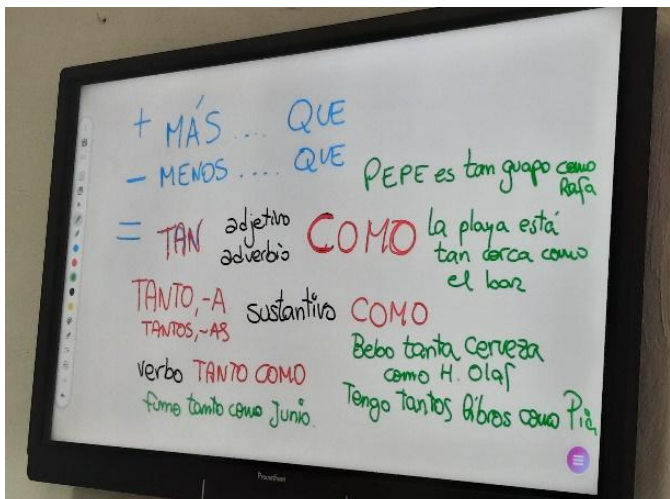 + MÁS .... QUE
- MENOS .... QUE
PEPE es tan guapo como
Rafa
= TAN adjetivo COMO
adverbio
la playa está
tan cerca como
el bar
TANTO, -A sustantivo COMO
TANTOS, -AS
Bebo tanta cerveza
como H. Olaf
verbo TANTO COMO
fumo tanto como Junio.
Tengo tantos libros como
Promethean